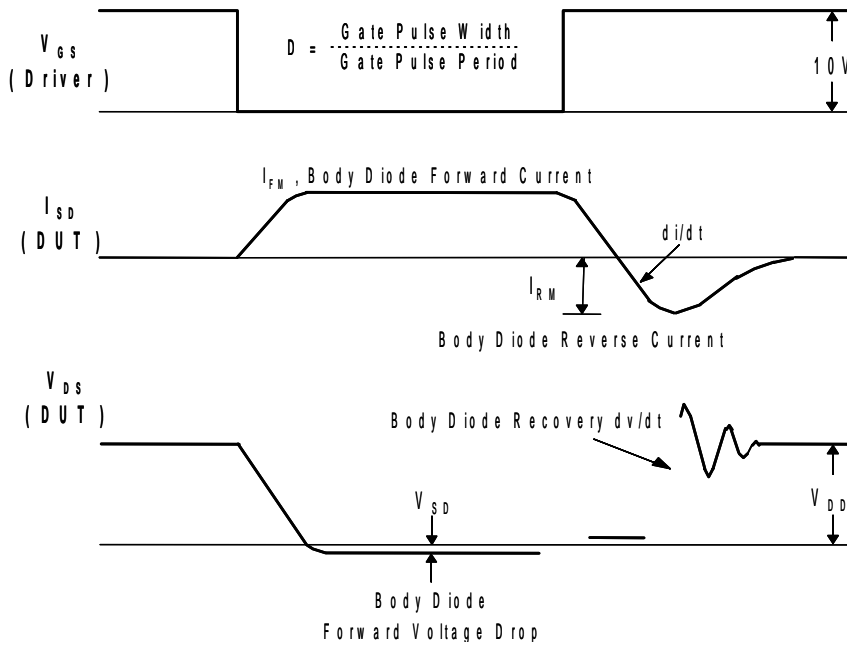 V GS
(Driver)
D = Gate Pulse Width
Gate Pulse Period
10V
I FM , Body Diode Forward Current
I SD
(DUT)
di/dt
I RM
Body Diode Reverse Current
V DS
(DUT)
Body Diode Recovery dv/dt
V SD
V DD
Body Diode
Forward Voltage Drop